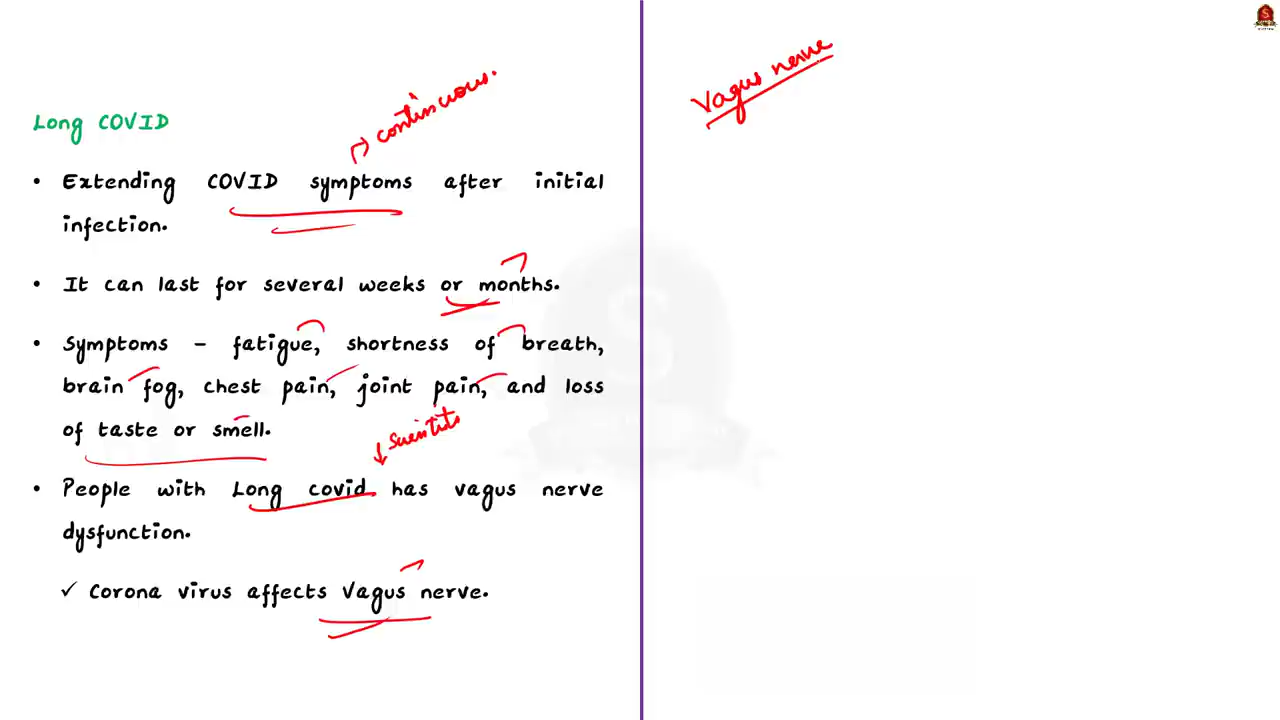 Long COVID
continuous.
• Extending COVID symptoms after initial
infection.
• It can last for several weeks or months.
• Symptoms - fatigue, shortness of breath,
brain fog, chest pain, joint pain, and loss
of taste or smell.
• People with Long covid has vagus nerve
dysfunction.
✓ Corona virus affects Vagus nerve.
Vagus nerve